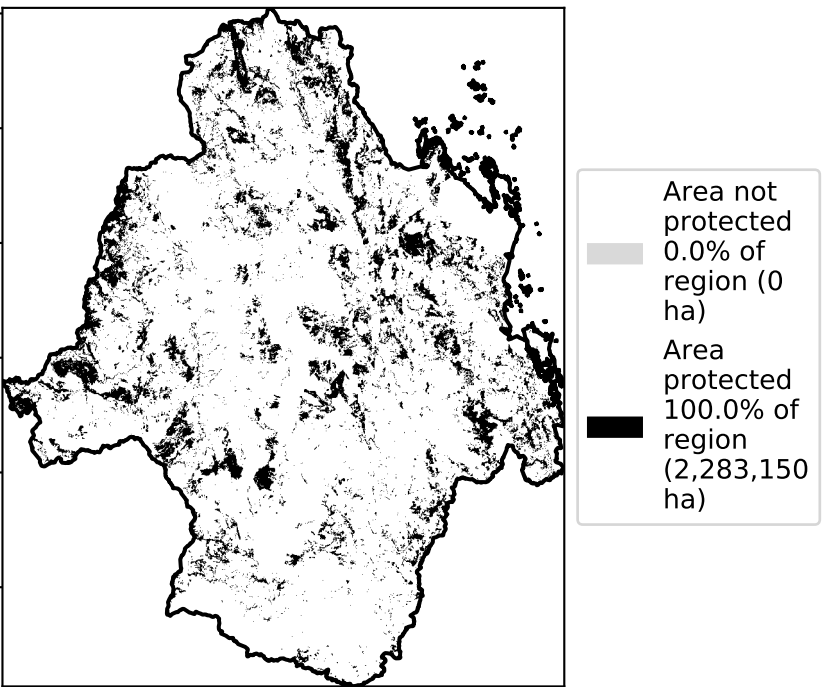 Area not
protected
0.0% of
region (0
ha)
Area
protected
100.0% of
region
(2,283,150
ha)